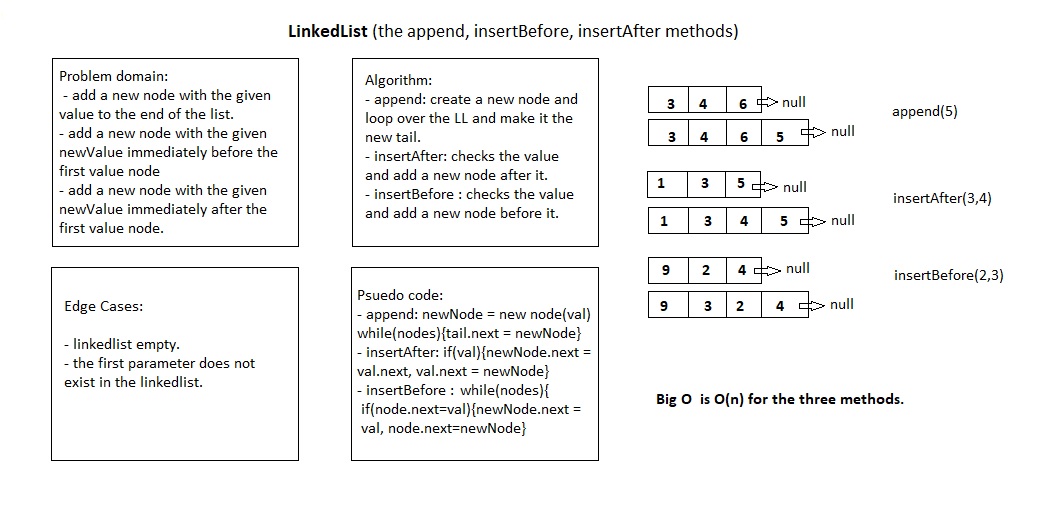 LinkedList (the append, insertBefore, insertAfter methods)
Problem domain:
- add a new node with the given
value to the end of the list.
- add a new node with the given
newValue immediately before the
first value node
- add a new node with the given
newValue immediately after the
first value node.
Algorithm:
- append: create a new node and
loop over the LL and make it the
new tail.
- insertAfter: checks the value
and add a new node after it.
- insertBefore : checks the value
and add a new node before it.
3 4 6 null
append(5)
3 4 6 5 null
1 3 5 null
insertAfter(3,4)
1 3 4 5 null
9 2 4 null
insertBefore(2,3)
9 3 2 4 null
Edge Cases:
- linkedlist empty.
- the first parameter does not
exist in the linkedlist.
Psuedo code:
- append: newNode = new node(val)
while(nodes){tail.next = newNode}
- insertAfter: if(val){newNode.next =
val.next, val.next = newNode}
- insertBefore : while(nodes){
if(node.next=val){newNode.next =
val, node.next=newNode}
Big O is O(n) for the three methods.